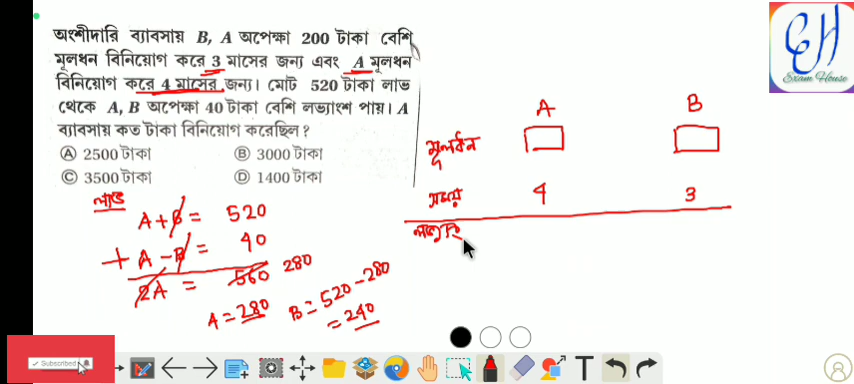 অংশীদারি ব্যাবসায় B, A অপেক্ষা 200 টাকা বেশি
মূলধন বিনিয়োগ করে 3 মাসের জন্য এবং A মূলধন
বিনিয়োগ করে 4 মাসের জন্য। মোট 520 টাকা লাভ
থেকে A, B অপেক্ষা 40 টাকা বেশি লভ্যাংশ পায়। A
ব্যাবসায় কত টাকা বিনিয়োগ করেছিল?
A 2500 টাকা B 3000 টাকা
C 3500 টাকা D 1400 টাকা
লাভ
A + B = 520
+ A - B = 40
2A = 560 280
A = 280
B = 520 - 280
= 240
A B
মূলধন
সময় 4 3
CH
Exam House
✓ Subscribed
T